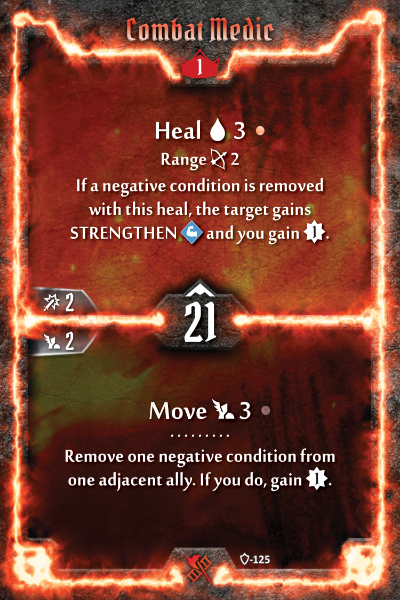 Combat Medic
1
Heal 3
Range 2
If a negative condition is removed
with this heal, the target gains
STRENGTHEN and you gain 1.
2
21
2
Move 3
Remove one negative condition from
one adjacent ally. If you do, gain 1.
-125